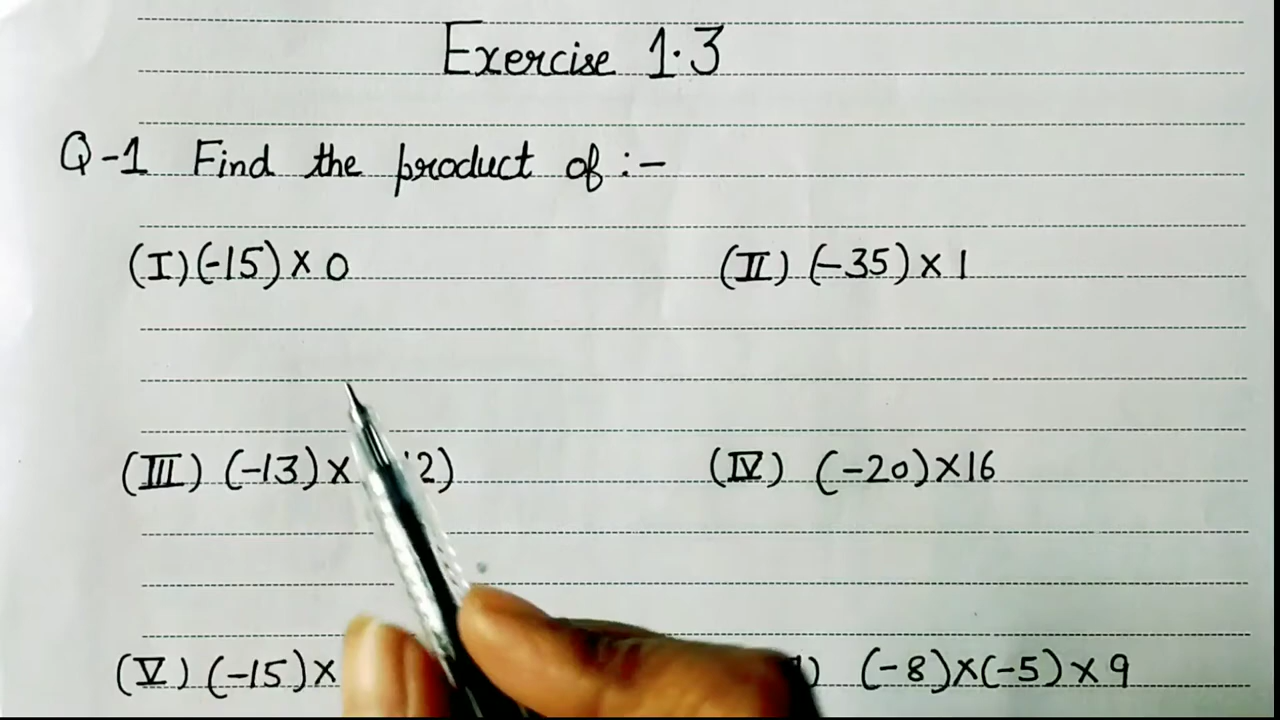 Exercise 1.3
Q-1 Find the product of :-
(I) (-15) × 0 (II) (-35) × 1
(III) (-13) × 2) (IV) (-20) × 16
(V) (-15) × ) (-8) × (-5) × 9